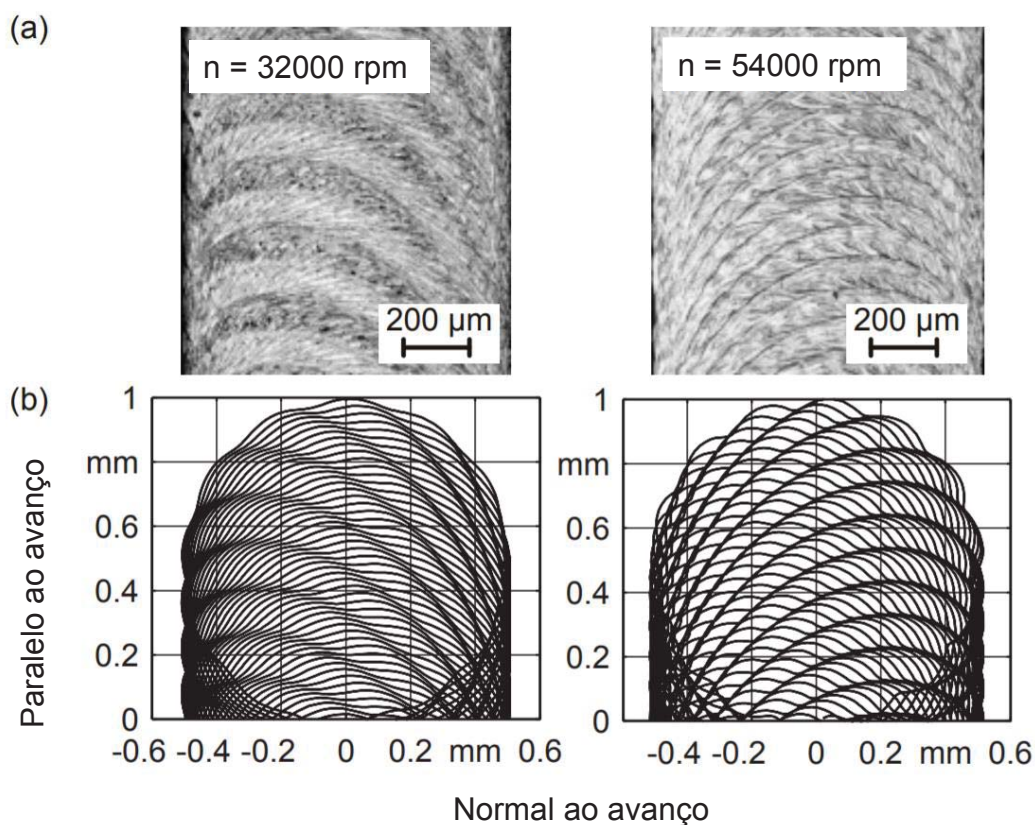 (a)
n = 32000 rpm
n = 54000 rpm
200 µm
200 µm
(b)
Paralelo ao avanço
1
mm
0.6
0.4
0.2
0
-0.6 -0.4 -0.2 0 0.2 mm 0.6
1
mm
0.6
0.4
0.2
0
-0.4 -0.2 0 0.2 mm 0.6
Normal ao avanço